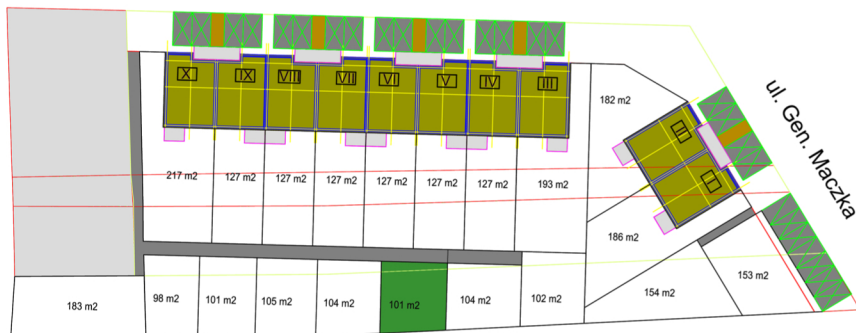 X IX VIII VII VI V IV III
II
I
ul. Gen. Maczka
182 m2
217 m2 127 m2 127 m2 127 m2 127 m2 127 m2 127 m2 193 m2
186 m2
183 m2 98 m2 101 m2 105 m2 104 m2 101 m2 104 m2 102 m2 154 m2 153 m2